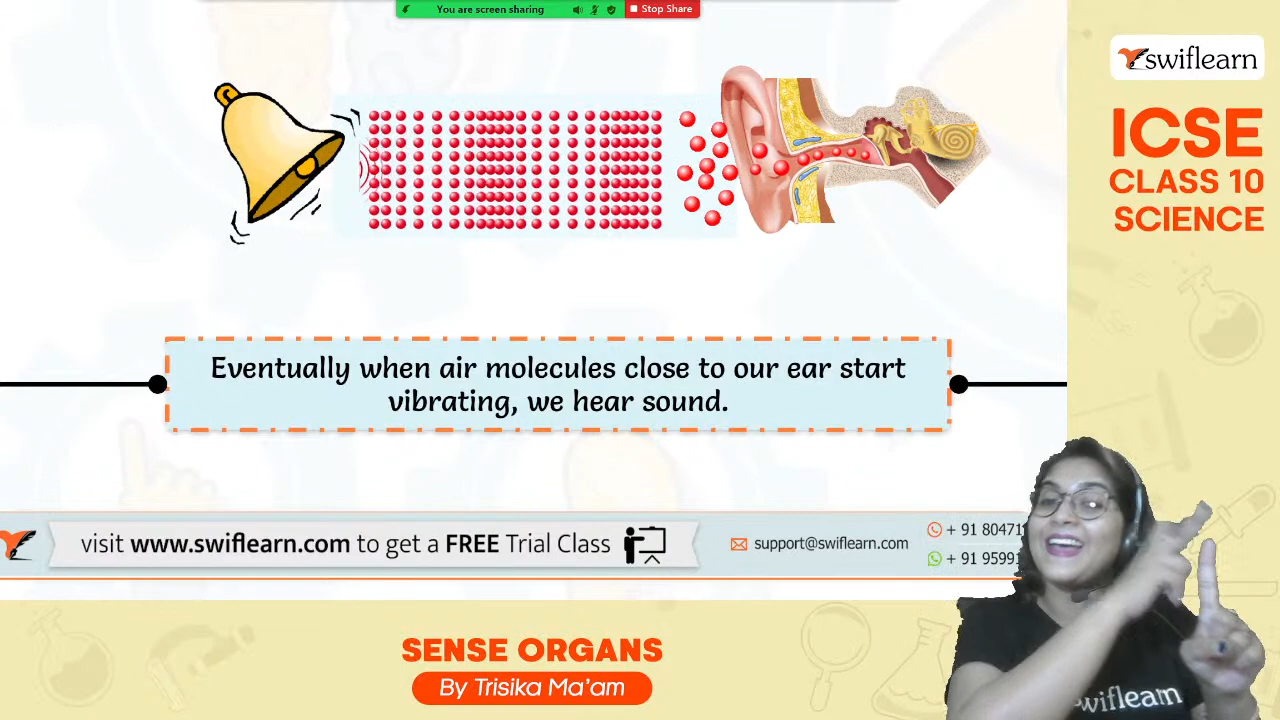 You are screen sharing
Stop Share
swiflearn
ICSE
CLASS 10
SCIENCE
Eventually when air molecules close to our ear start
vibrating, we hear sound.
visit www.swiflearn.com to get a FREE Trial Class
support@swiflearn.com
+ 91 80471
+ 91 95991
swiflearn
SENSE ORGANS
By Trisika Ma'am